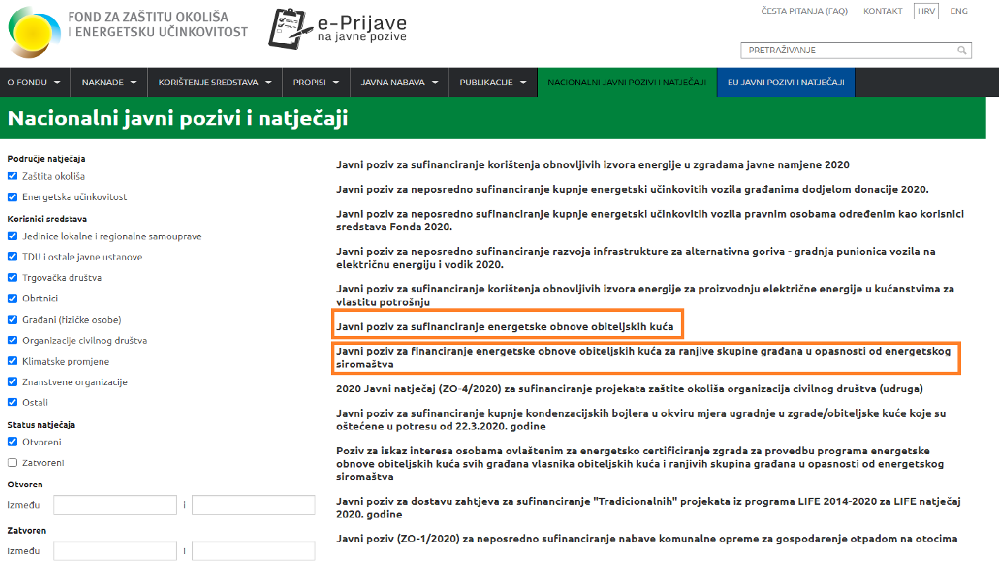 FOND ZA ZAŠTITU OKOLIŠA
I ENERGETSKU UČINKOVITOST
e-Prijave
na javne pozive
ČESTA PITANJA (FAQ)
KONTAKT
HRV
ENG
PRETRAŽIVANJE
O FONDU
NAKNADE
KORIŠTENJE SREDSTAVA
PROPISI
JAVNA NABAVA
PUBLIKACIJE
NACIONALNI JAVNI POZIVI I NATJEČAJI
EU JAVNI POZIVI I NATJEČAJI
Nacionalni javni pozivi i natječaji
Područje natječaja
Zaštita okoliša
Energetska učinkovitost
Korisnici sredstava
Jedinice lokalne i regionalne samouprave
TDU i ostale javne ustanove
Trgovačka društva
Obrtnici
Građani (fizičke osobe)
Organizacije civilnog društva
Klimatske promjene
Znanstvene organizacije
Ostali
Status natječaja
Otvoreni
Zatvoreni
Otvoren
Između
i
Zatvoren
Između
i
Javni poziv za sufinanciranje korištenja obnovljivih izvora energije u zgradama javne namjene 2020
Javni poziv za neposredno sufinanciranje kupnje energetski učinkovitih vozila građanima dodjelom donacije 2020.
Javni poziv za neposredno sufinanciranje kupnje energetski učinkovitih vozila pravnim osobama određenim kao korisnici
sredstava Fonda 2020.
Javni poziv za neposredno sufinanciranje razvoja infrastrukture za alternativna goriva - gradnja punionica vozila na
električnu energiju i vodik 2020.
Javni poziv za sufinanciranje korištenja obnovljivih izvora energije za proizvodnju električne energije u kućanstvima za
vlastitu potrošnju
Javni poziv za sufinanciranje energetske obnove obiteljskih kuća
Javni poziv za financiranje energetske obnove obiteljskih kuća za ranjive skupine građana u opasnosti od energetskog
siromaštva
2020 Javni natječaj (ZO-4/2020) za sufinanciranje projekata zaštite okoliša organizacija civilnog društva (udruga)
Javni poziv za sufinanciranje kupnje kondenzacijskih bojlera u okviru mjera ugradnje u zgrade/obiteljske kuće koje su
oštećene u potresu od 22.3.2020. godine
Poziv za iskaz interesa osobama ovlaštenim za energetsko certificiranje zgrada za provedbu programa energetske
obnove obiteljskih kuća svih građana vlasnika obiteljskih kuća i ranjivih skupina građana u opasnosti od energetskog
siromaštva
Javni poziv za dostavu zahtjeva za sufinanciranje "Tradicionalnih" projekata iz programa LIFE 2014-2020 za LIFE natječaj
2020. godine
Javni poziv (ZO-1/2020) za neposredno sufinanciranje nabave komunalne opreme za gospodarenje otpadom na otocima